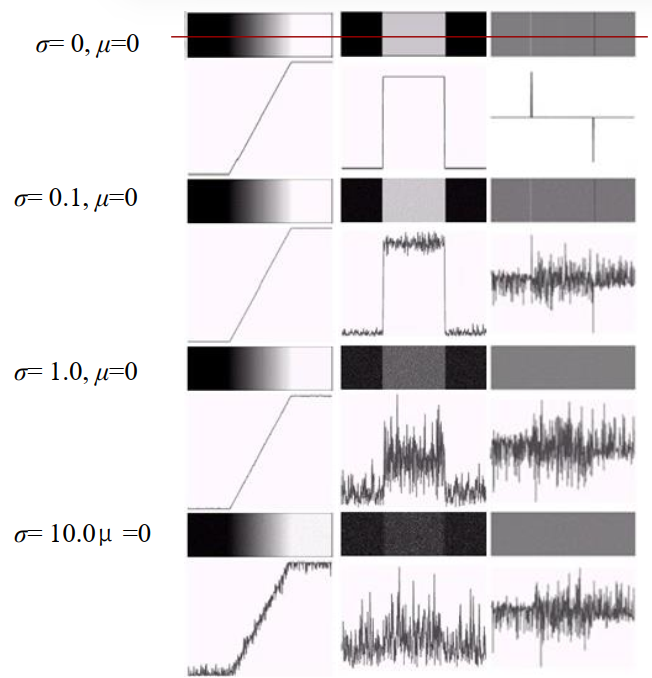 σ= 0, μ=0
σ= 0.1, μ=0
σ= 1.0, μ=0
σ= 10.0μ =0